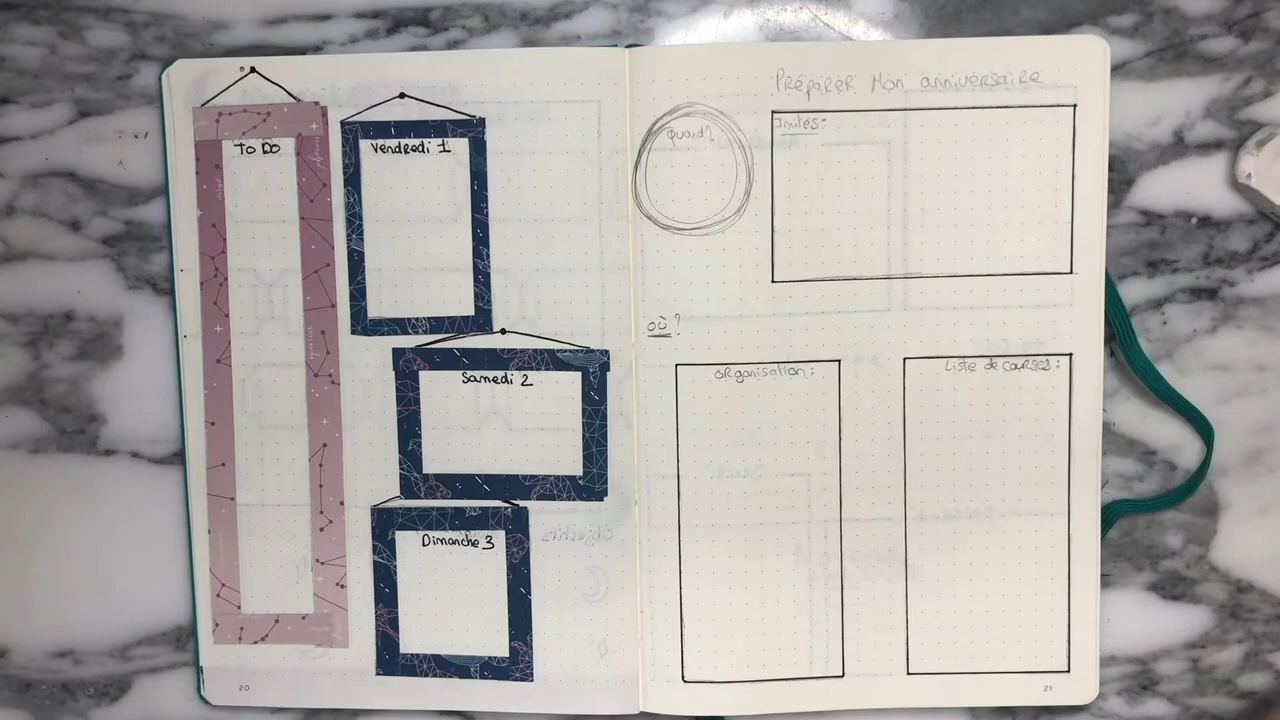 To Do
Vendredi 1
Samedi 2
Dimanche 3
20
Préparer Mon anniversaire
Quand?
Invités:
où?
organisation:
Liste de courses:
21